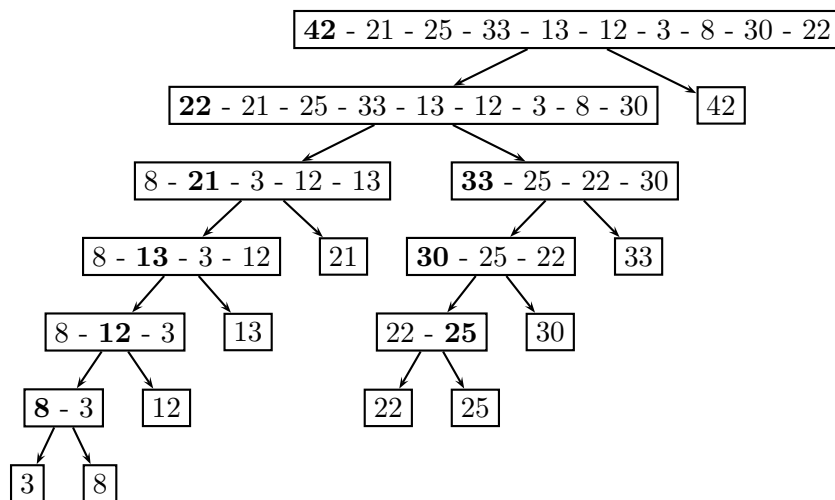 42 - 21 - 25 - 33 - 13 - 12 - 3 - 8 - 30 - 22
22 - 21 - 25 - 33 - 13 - 12 - 3 - 8 - 30
42
8 - 21 - 3 - 12 - 13
33 - 25 - 22 - 30
8 - 13 - 3 - 12
21
30 - 25 - 22
33
8 - 12 - 3
13
22 - 25
30
8 - 3
12
22
25
3
8